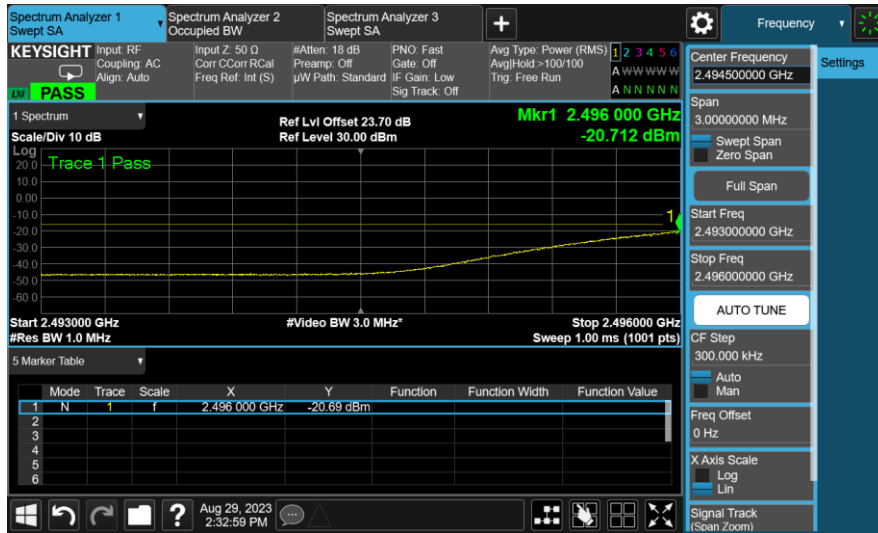 Spectrum Analyzer 1
Swept SA
Spectrum Analyzer 2
Occupied BW
Spectrum Analyzer 3
Swept SA
Frequency
KEYSIGHT
LXI PASS
Input: RF
Coupling: AC
Align: Auto
Input Z: 50 Ω
Corr CCorr RCal
Freq Ref: Int (S)
#Atten: 18 dB
Preamp: Off
µW Path: Standard
PNO: Fast
Gate: Off
IF Gain: Low
Sig Track: Off
Avg Type: Power (RMS)
Avg|Hold:>100/100
Trig: Free Run
1 2 3 4 5 6
A W W W W W
A N N N N N
1 Spectrum
Scale/Div 10 dB
Ref Lvl Offset 23.70 dB
Ref Level 30.00 dBm
Mkr1 2.496 000 GHz
-20.712 dBm
Log
Trace 1 Pass
20.0
10.0
0.00
-10.0
-20.0
-30.0
-40.0
-50.0
-60.0
1
Start 2.493000 GHz
#Res BW 1.0 MHz
#Video BW 3.0 MHz*
Stop 2.496000 GHz
Sweep 1.00 ms (1001 pts)
5 Marker Table
Mode Trace Scale X Y Function Function Width Function Value
1 N 1 f 2.496 000 GHz -20.69 dBm
2
3
4
5
6
?
Aug 29, 2023
2:32:59 PM
Center Frequency
2.494500000 GHz
Span
3.00000000 MHz
Swept Span
Zero Span
Full Span
Start Freq
2.493000000 GHz
Stop Freq
2.496000000 GHz
AUTO TUNE
CF Step
300.000 kHz
Auto
Man
Freq Offset
0 Hz
X Axis Scale
Log
Lin
Signal Track
(Span Zoom)
Settings